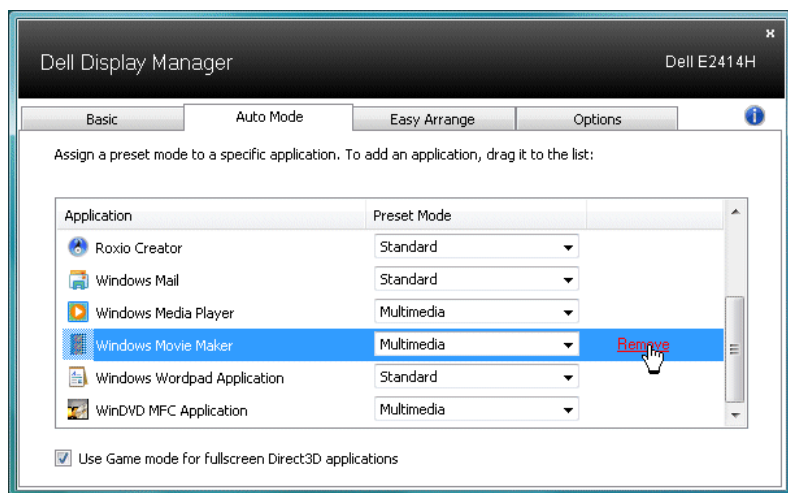 x
Dell Display Manager Dell E2414H
Basic Auto Mode Easy Arrange Options i
Assign a preset mode to a specific application. To add an application, drag it to the list:
Application Preset Mode
Roxio Creator Standard
Windows Mail Standard
Windows Media Player Multimedia
Windows Movie Maker Multimedia Remove
Windows Wordpad Application Standard
WinDVD MFC Application Multimedia
Use Game mode for fullscreen Direct3D applications